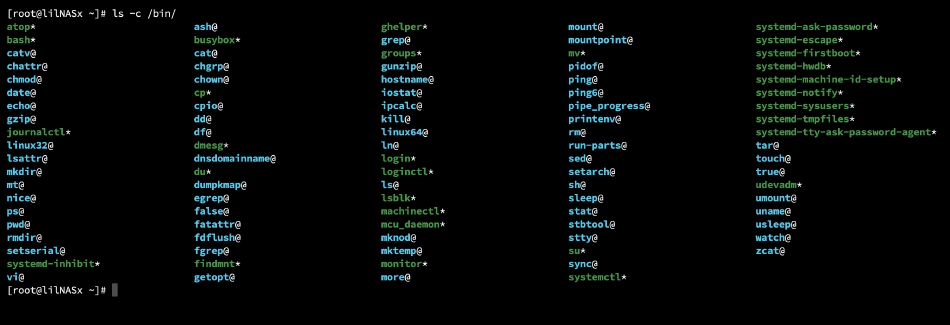 [root@lilNASx ~]# ls -c /bin/
atop* ash@ ghelper* mount@ systemd-ask-password*
bash* busybox* grep@ mountpoint@ systemd-escape*
catv@ cat@ groups* mv* systemd-firstboot*
chattr@ chgrp@ gunzip@ pidof@ systemd-hwdb*
chmod@ chown@ hostname@ ping@ systemd-machine-id-setup*
date@ cp* iostat@ ping6@ systemd-notify*
echo@ cpio@ ipcalc@ pipe_progress@ systemd-sysusers*
gzip@ dd@ kill@ printenv@ systemd-tmpfiles*
journalctl* df@ linux64@ rm@ systemd-tty-ask-password-agent*
linux32@ dmesg* ln@ run-parts@ tar@
lsattr@ dnsdomainname@ login* sed@ touch@
mkdir@ du* loginctl* setarch@ true@
mt@ dumpkmap@ ls@ sh@ udevadm*
nice@ egrep@ lsblk* sleep@ umount@
ps@ false@ machinectl* stat@ uname@
pwd@ fatattr@ mcu_daemon* stbtool@ usleep@
rmdir@ fdflush@ mknod@ stty@ watch@
setserial@ fgrep@ mktemp@ su* zcat@
systemd-inhibit* findmnt* monitor* sync@
vi@ getopt@ more@ systemctl*
[root@lilNASx ~]#